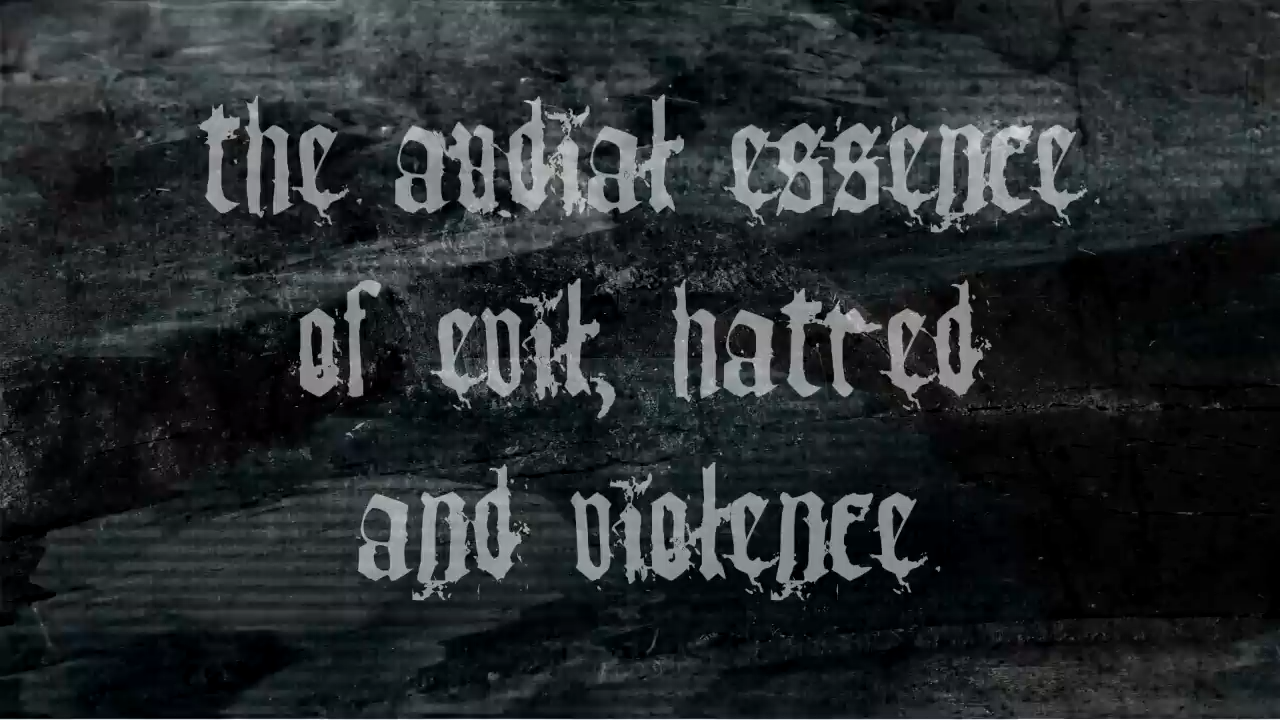 the audial essence
of evil, hatred
and violence